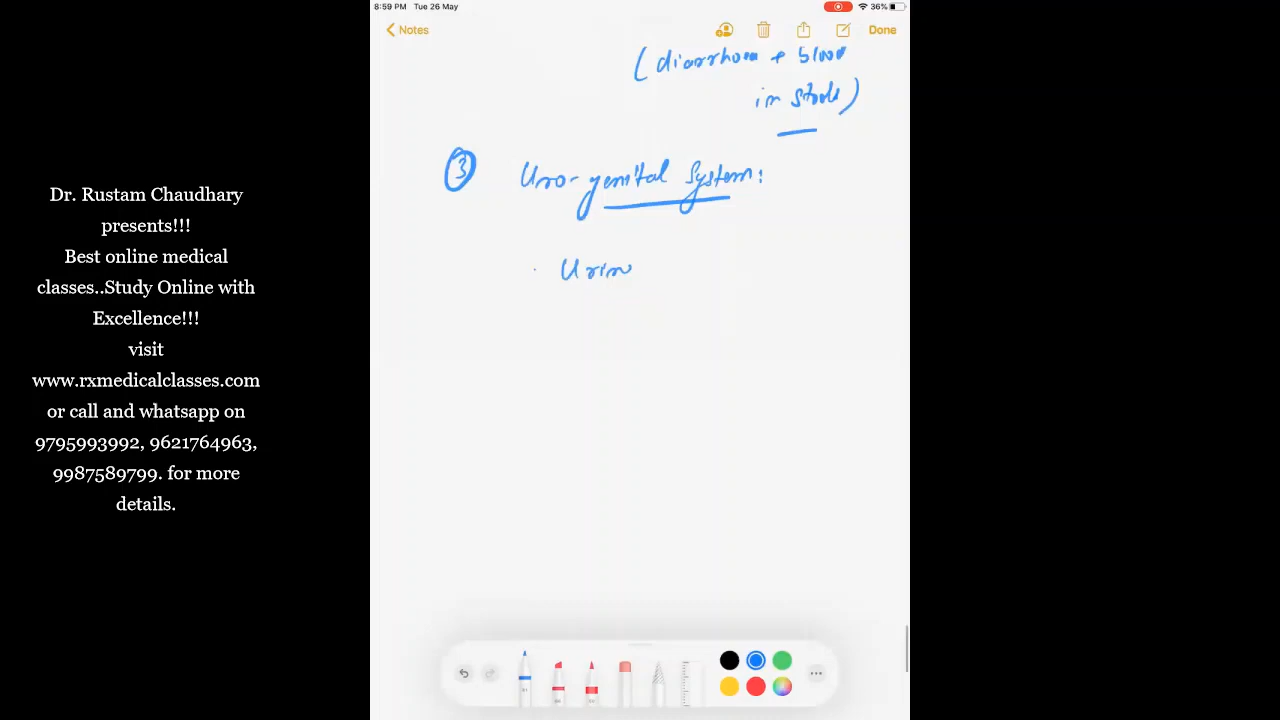 8:59 PM Tue 26 May
36%
Notes
Done
(diarrhoea + blood
in stools)
3 Uro-genital System:
Urin
Dr. Rustam Chaudhary
presents!!!
Best online medical
classes..Study Online with
Excellence!!!
visit
www.rxmedicalclasses.com
or call and whatsapp on
9795993992, 9621764963,
9987589799. for more
details.